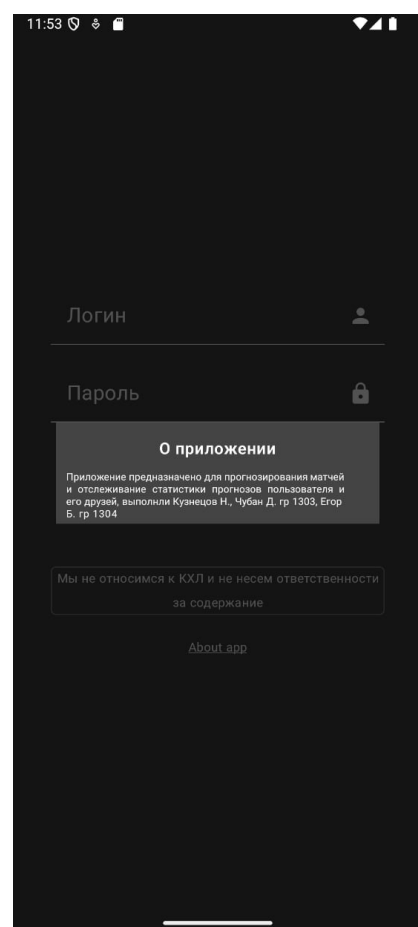 11:53
Логин
Пароль
О приложении
Приложение предназначено для прогнозирования матчей
и отслеживание статистики прогнозов пользователя и
его друзей, выполнли Кузнецов Н., Чубан Д. гр 1303, Егор
Б. гр 1304
Мы не относимся к КХЛ и не несем ответственности
за содержание
About app